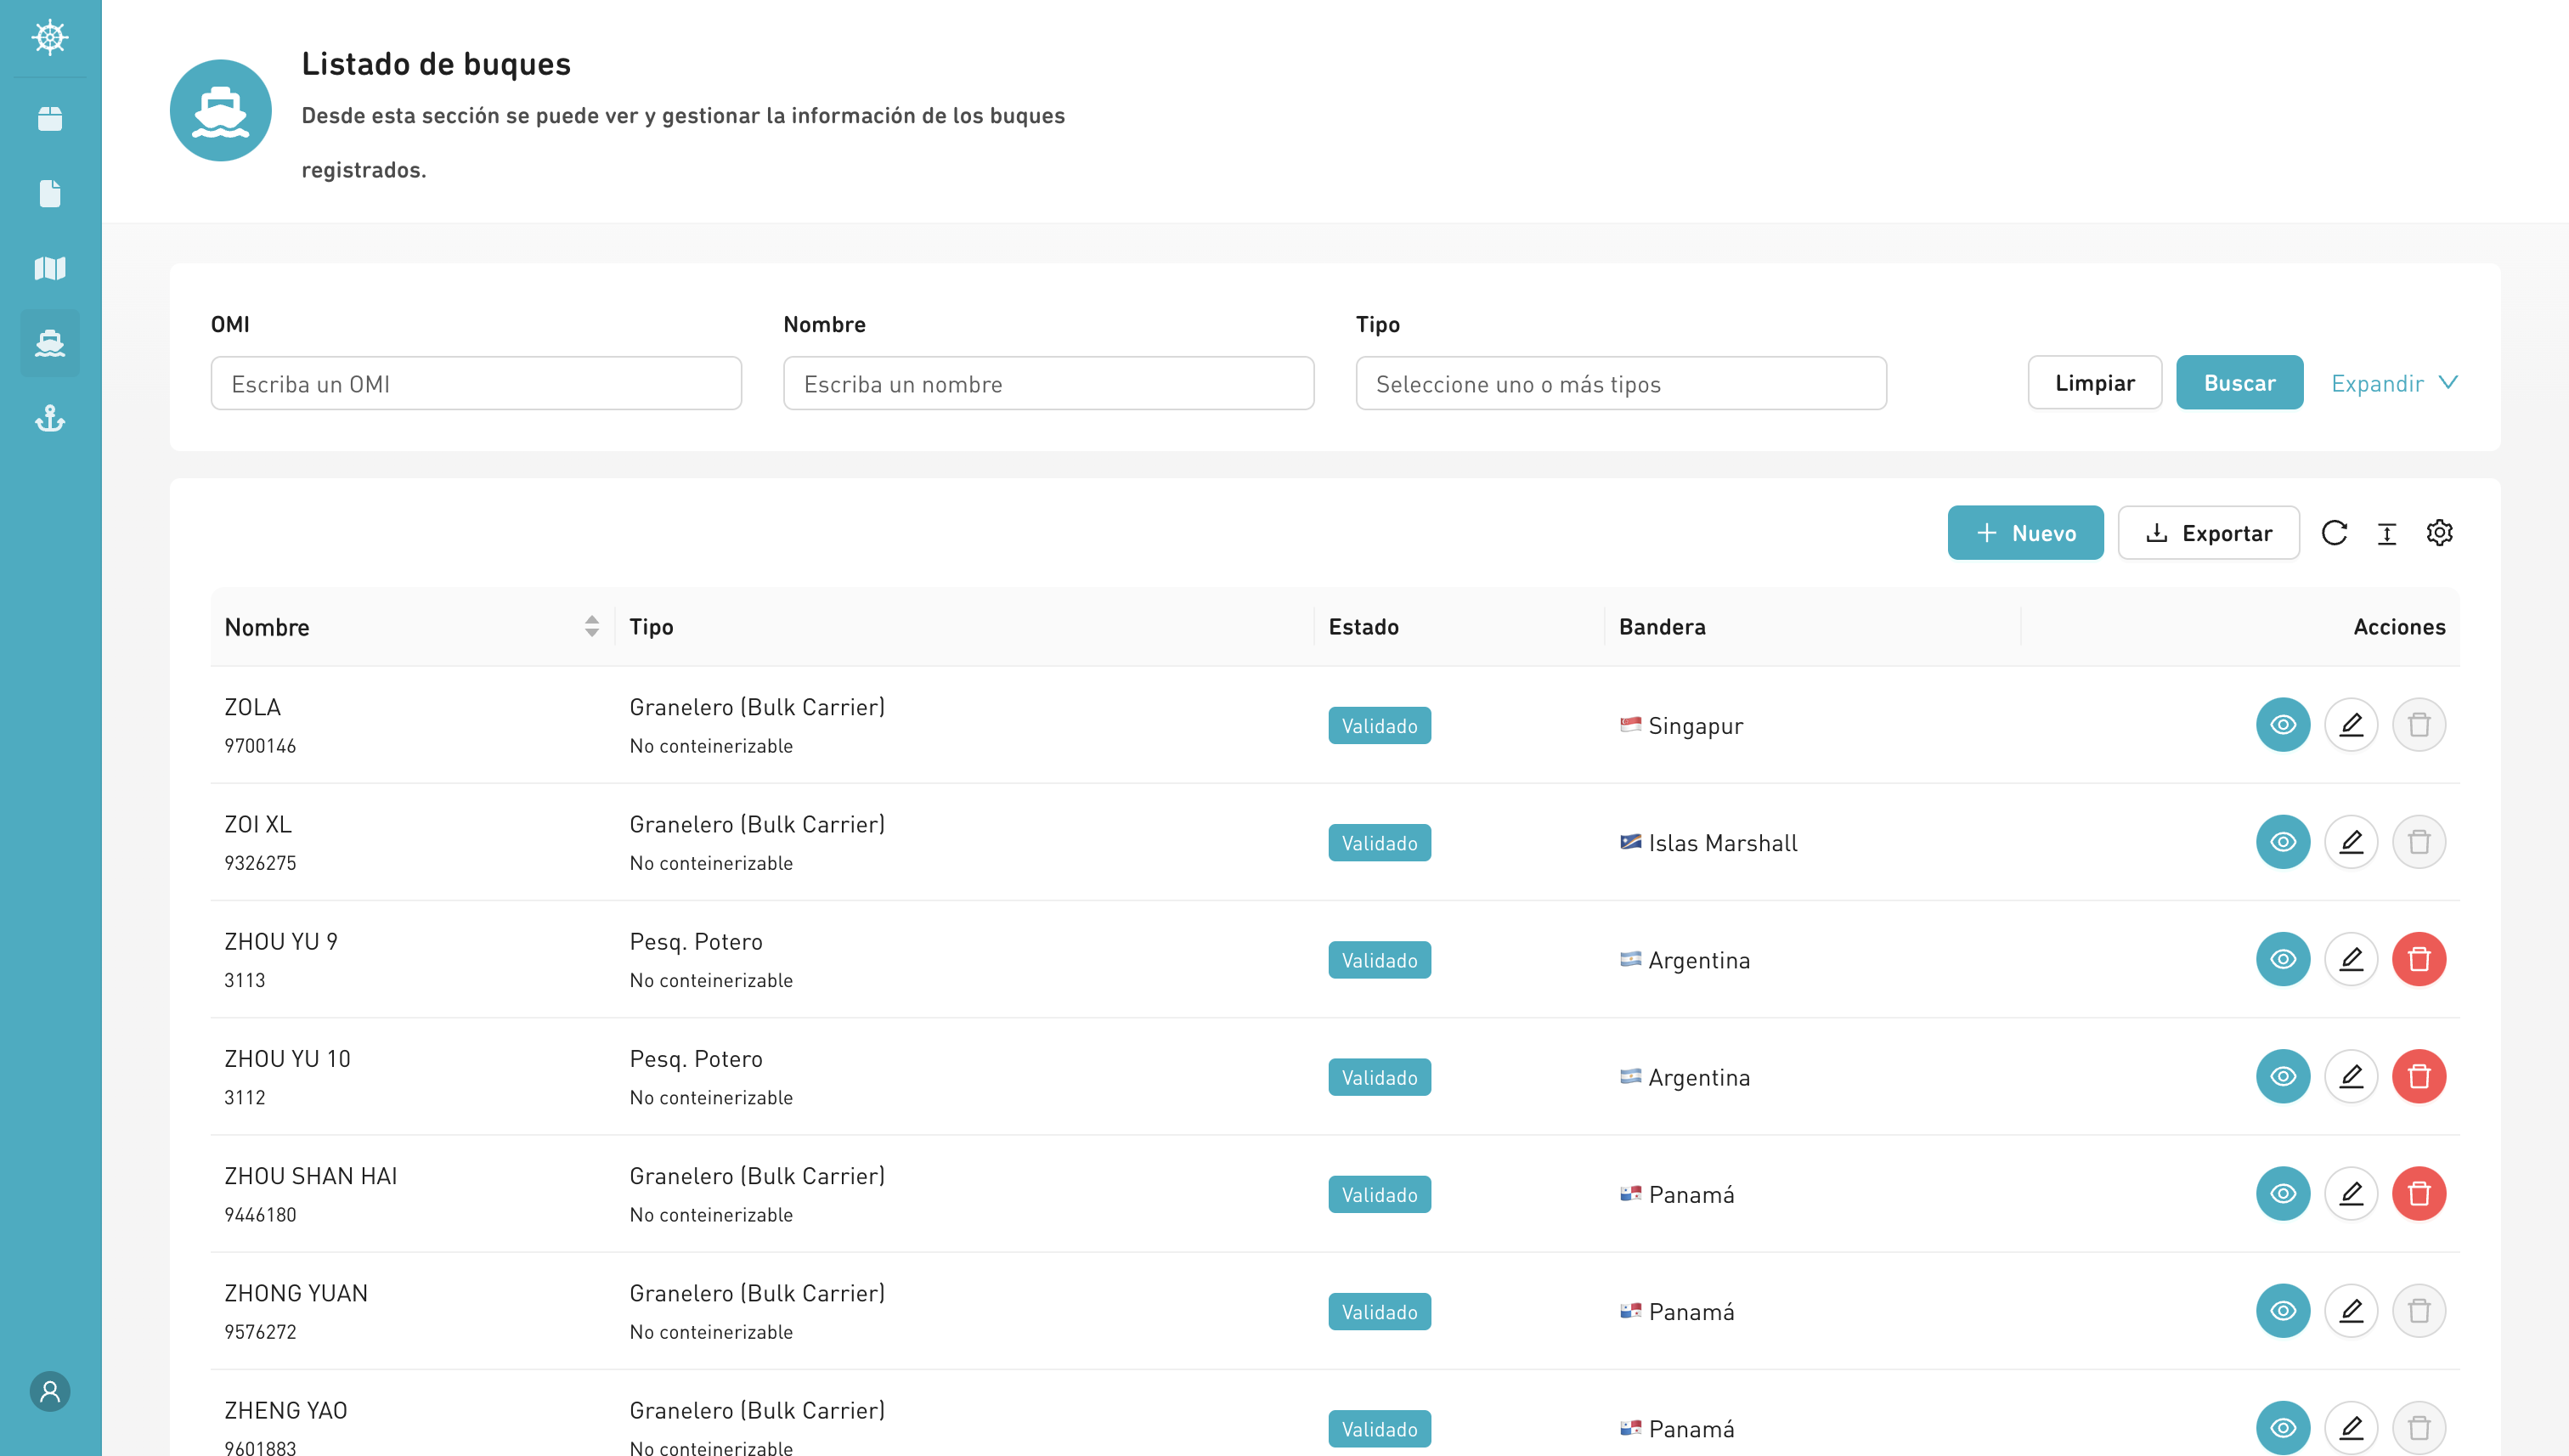 Listado de buques
Desde esta sección se puede ver y gestionar la información de los buques
registrados.
OMI
Nombre
Tipo
Escriba un OMI
Escriba un nombre
Seleccione uno o más tipos
Limpiar
Buscar
Expandir
Nuevo
Exportar
Nombre
Tipo
Estado
Bandera
Acciones
ZOLA
9700146
Granelero (Bulk Carrier)
No conteinerizable
Validado
Singapur
ZOI XL
9326275
Granelero (Bulk Carrier)
No conteinerizable
Validado
Islas Marshall
ZHOU YU 9
3113
Pesq. Potero
No conteinerizable
Validado
Argentina
ZHOU YU 10
3112
Pesq. Potero
No conteinerizable
Validado
Argentina
ZHOU SHAN HAI
9446180
Granelero (Bulk Carrier)
No conteinerizable
Validado
Panamá
ZHONG YUAN
9576272
Granelero (Bulk Carrier)
No conteinerizable
Validado
Panamá
ZHENG YAO
9601883
Granelero (Bulk Carrier)
No conteinerizable
Validado
Panamá